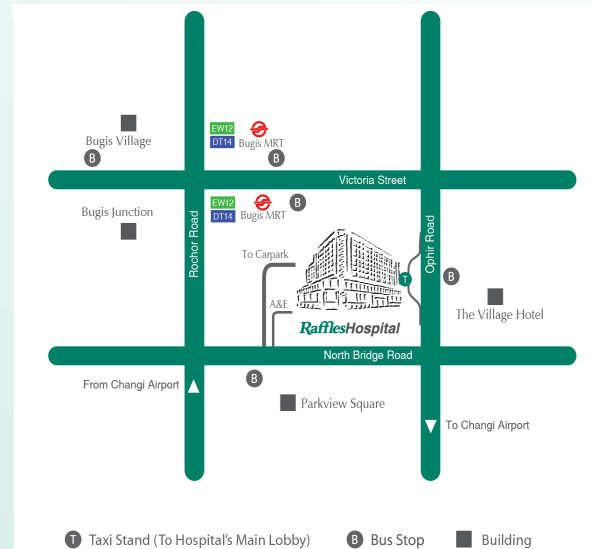 EW12
DT14
Bugis MRT
Bugis Village
B
B
Victoria Street
EW12
DT14
Bugis MRT
B
Bugis Junction
Rochor Road
Ophir Road
To Carpark
T
B
A&E
The Village Hotel
RafflesHospital
North Bridge Road
From Changi Airport
B
Parkview Square
To Changi Airport
T Taxi Stand (To Hospital's Main Lobby)
B Bus Stop
Building